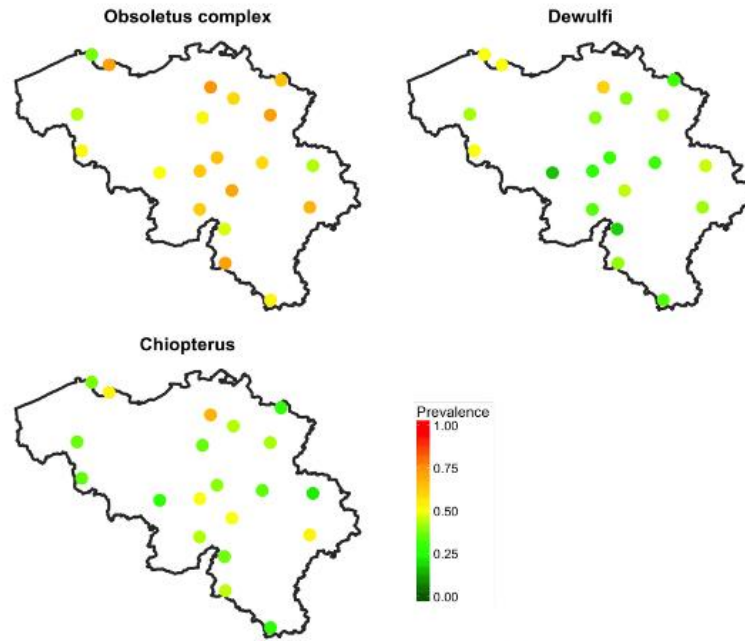 Obsoletus complex
Dewulfi
Chiopterus
Prevalence
1.00
0.75
0.50
0.25
0.00